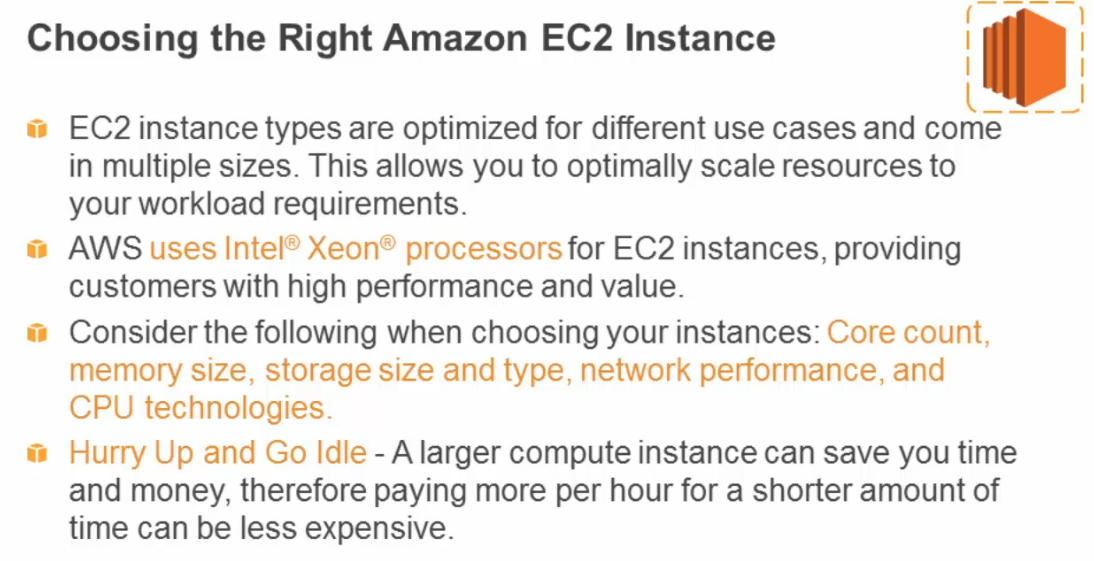 Choosing the Right Amazon EC2 Instance
EC2 instance types are optimized for different use cases and come
in multiple sizes. This allows you to optimally scale resources to
your workload requirements.
AWS uses Intel® Xeon® processors for EC2 instances, providing
customers with high performance and value.
Consider the following when choosing your instances: Core count,
memory size, storage size and type, network performance, and
CPU technologies.
Hurry Up and Go Idle - A larger compute instance can save you time
and money, therefore paying more per hour for a shorter amount of
time can be less expensive.